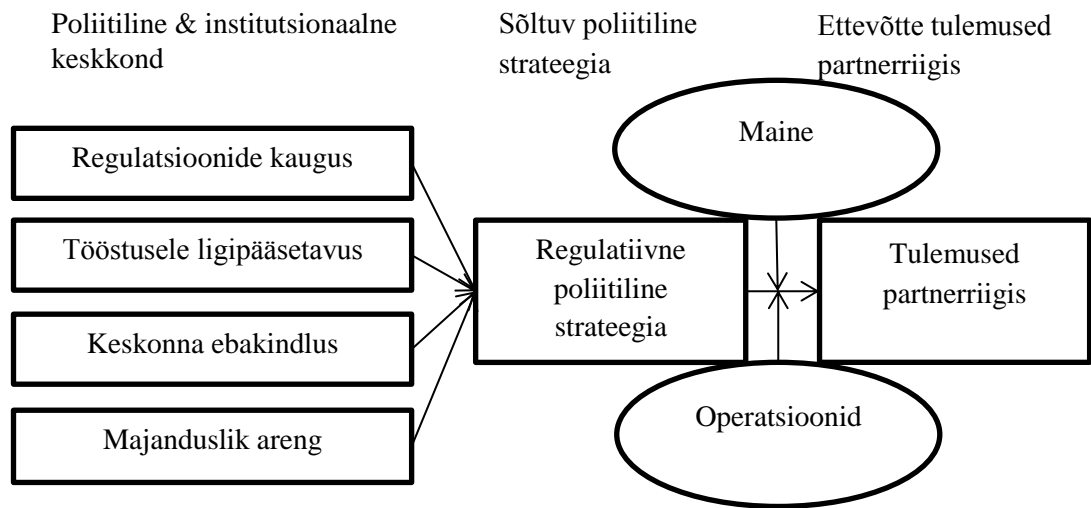 Poliitiline & institutsionaalne
keskkond
Sõltuv poliitiline
strateegia
Ettevõtte tulemused
partnerriigis
Regulatsioonide kaugus
Tööstusele ligipääsetavus
Keskonna ebakindlus
Majanduslik areng
Maine
Regulatiivne
poliitiline
strateegia
Tulemused
partnerriigis
Operatsioonid